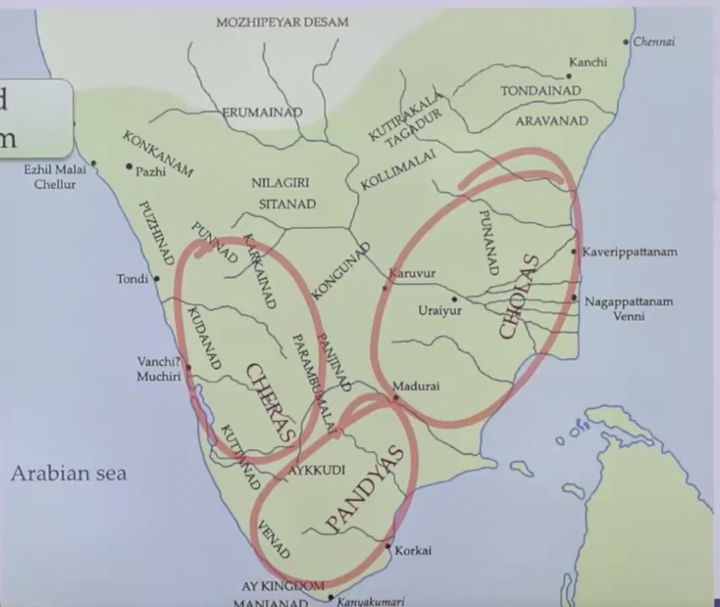 MOZHIPEYAR DESAM
Chennai
Kanchi
TONDAINAD
d
m
ERUMAINAD
KUTIRAKALA
TAGADUR
ARAVANAD
KONKANAM
Ezhil Malai
Chellur
Pazhi
KOLLIMALAI
NILAGIRI
SITANAD
PUZHINAD
PUNNAD
KARKAINAD
KONGUNAD
PUNANAD
Kaverippattanam
Tondi
Karuvur
Uraiyur
CHOLAS
Nagappattanam
Venni
KUDANAD
PANJINAD
PARAMBUMALAI
Vanchi?
Muchiri
CHERAS
Madurai
KUTTANAD
AYKKUDI
PANDYAS
Arabian sea
VENAD
Korkai
AY KINGDOM
MANJANAD
Kanyakumari